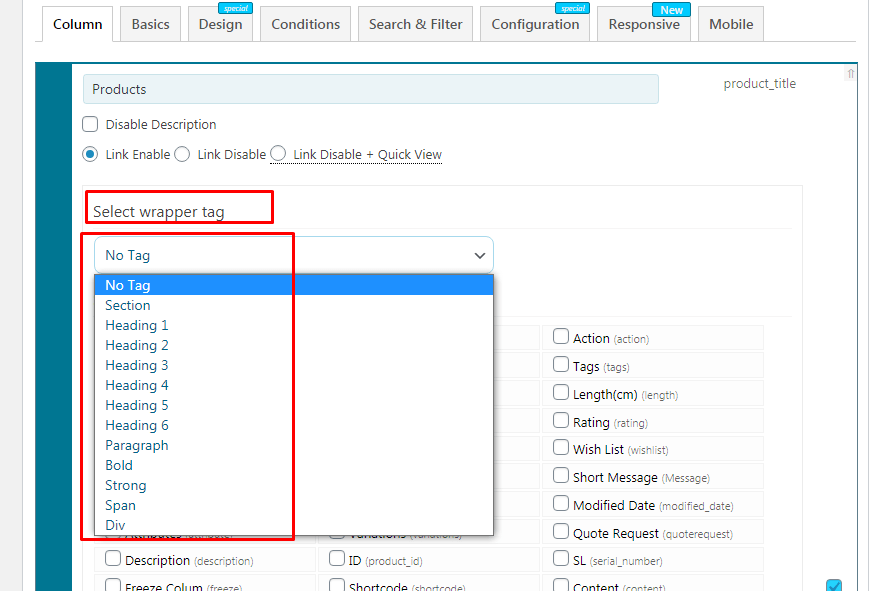 special special New
Column Basics Design Conditions Search & Filter Configuration Responsive Mobile
Products product_title
Disable Description
Link Enable Link Disable Link Disable + Quick View
Select wrapper tag
No Tag
No Tag
Section
Heading 1
Heading 2
Heading 3
Heading 4
Heading 5
Heading 6
Paragraph
Bold
Strong
Span
Div
Action (action)
Tags (tags)
Length(cm) (length)
Rating (rating)
Wish List (wishlist)
Short Message (Message)
Modified Date (modified_date)
Attributes (attribute) Variations (variations) Quote Request (quoterequest)
Description (description) ID (product_id) SL (serial_number)
Freeze Colum (freeze) Shortcode (shortcode) Content (content)